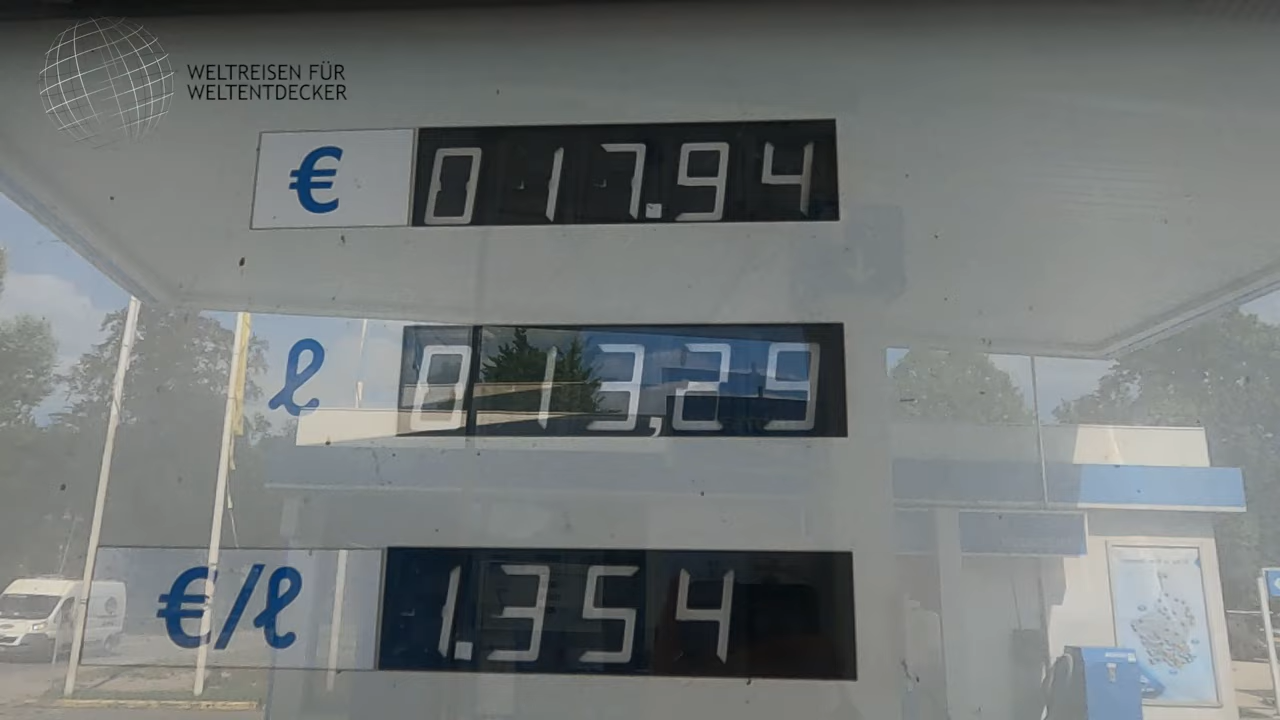 WELTREISEN FÜR
WELTENTDECKER
€ 017.94
ℓ 013,29
€/ℓ 1.354